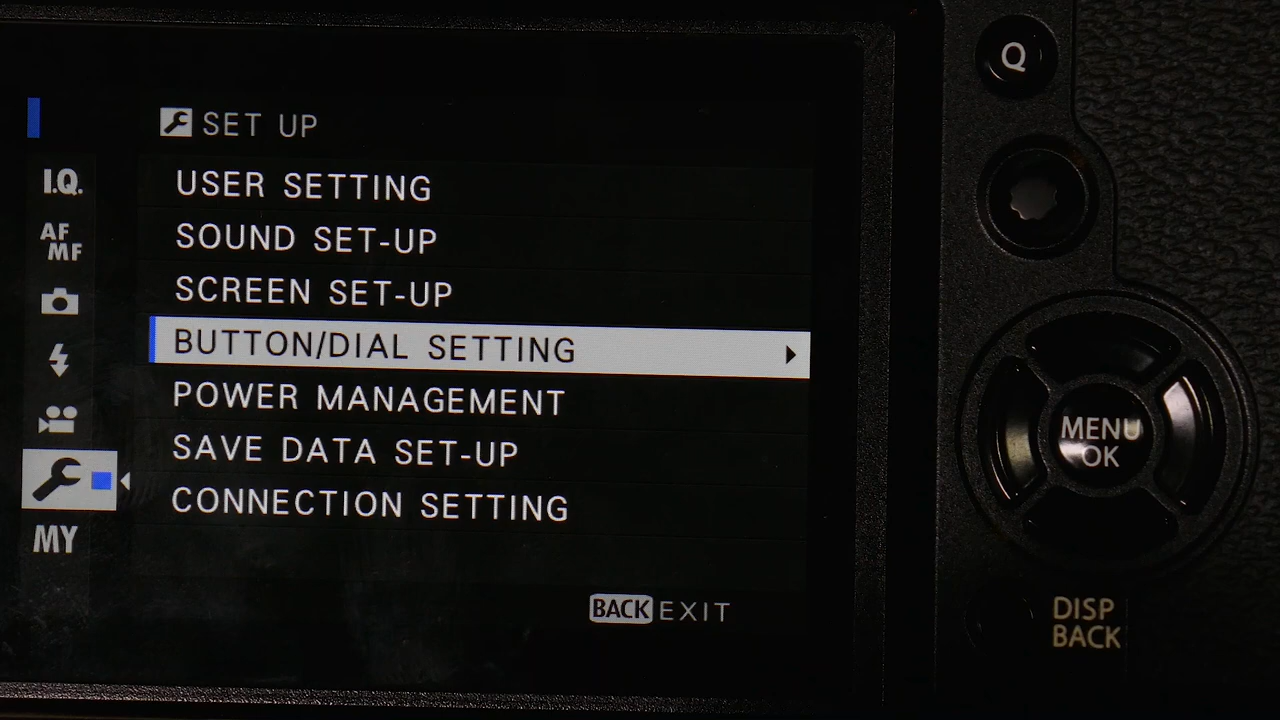 SET UP
I.Q.
AF
MF
MY
USER SETTING
SOUND SET-UP
SCREEN SET-UP
BUTTON/DIAL SETTING
POWER MANAGEMENT
SAVE DATA SET-UP
CONNECTION SETTING
BACK EXIT
Q
MENU
OK
DISP
BACK